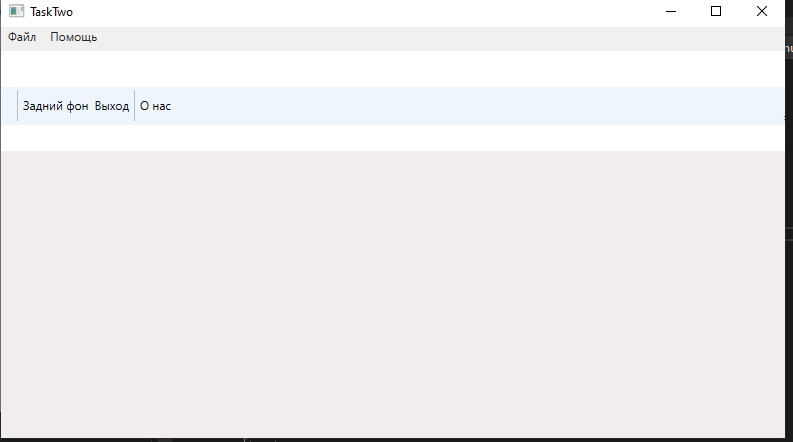 TaskTwo
Файл Помощь
Задний фон Выход О нас